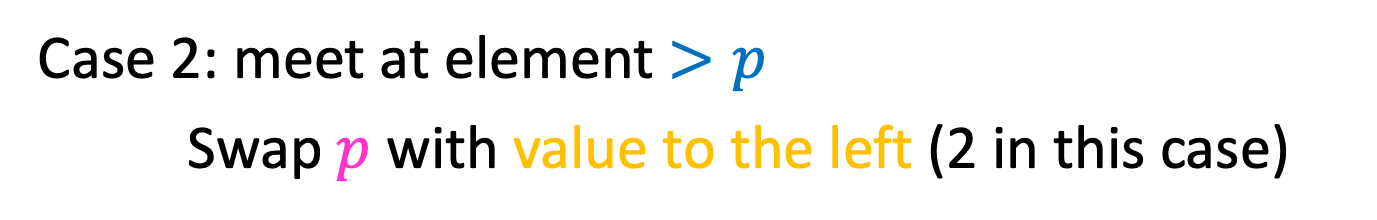 Case 2: meet at element > p
Swap p with value to the left (2 in this case)